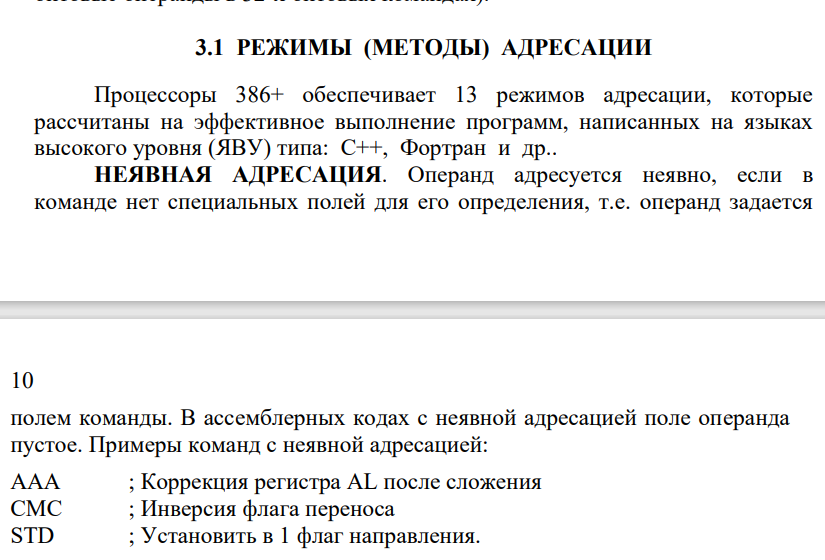 3.1 РЕЖИМЫ (МЕТОДЫ) АДРЕСАЦИИ
Процессоры 386+ обеспечивает 13 режимов адресации, которые
рассчитаны на эффективное выполнение программ, написанных на языках
высокого уровня (ЯВУ) типа: С++, Фортран и др..
НЕЯВНАЯ АДРЕСАЦИЯ. Операнд адресуется неявно, если в
команде нет специальных полей для его определения, т.е. операнд задается
10
полем команды. В ассемблерных кодах с неявной адресацией поле операнда
пустое. Примеры команд с неявной адресацией:
AAA ; Коррекция регистра AL после сложения
CMC ; Инверсия флага переноса
STD ; Установить в 1 флаг направления.